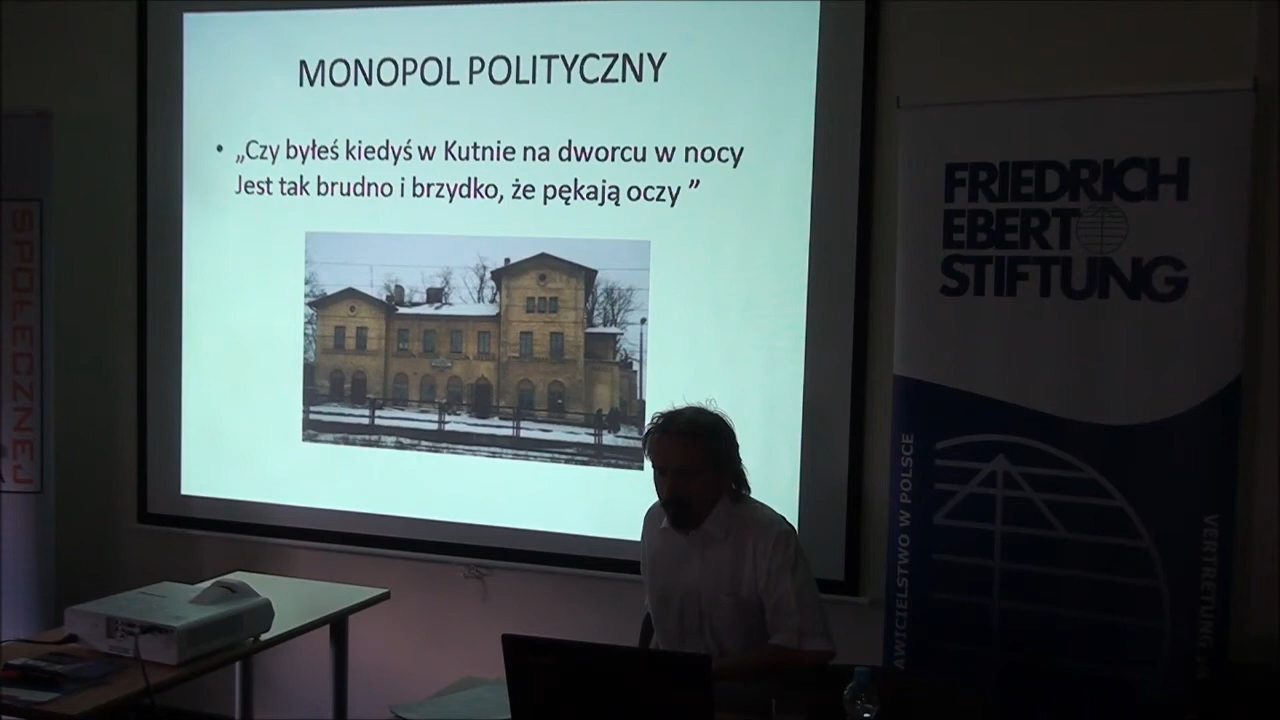 MONOPOL POLITYCZNY
• „Czy byłeś kiedyś w Kutnie na dworcu w nocy
Jest tak brudno i brzydko, że pękają oczy ”
SPOŁECZNEJ
FRIEDRICH
EBERT
STIFTUNG
AWICIELSTWO W POLSCE
VERTRETUNG